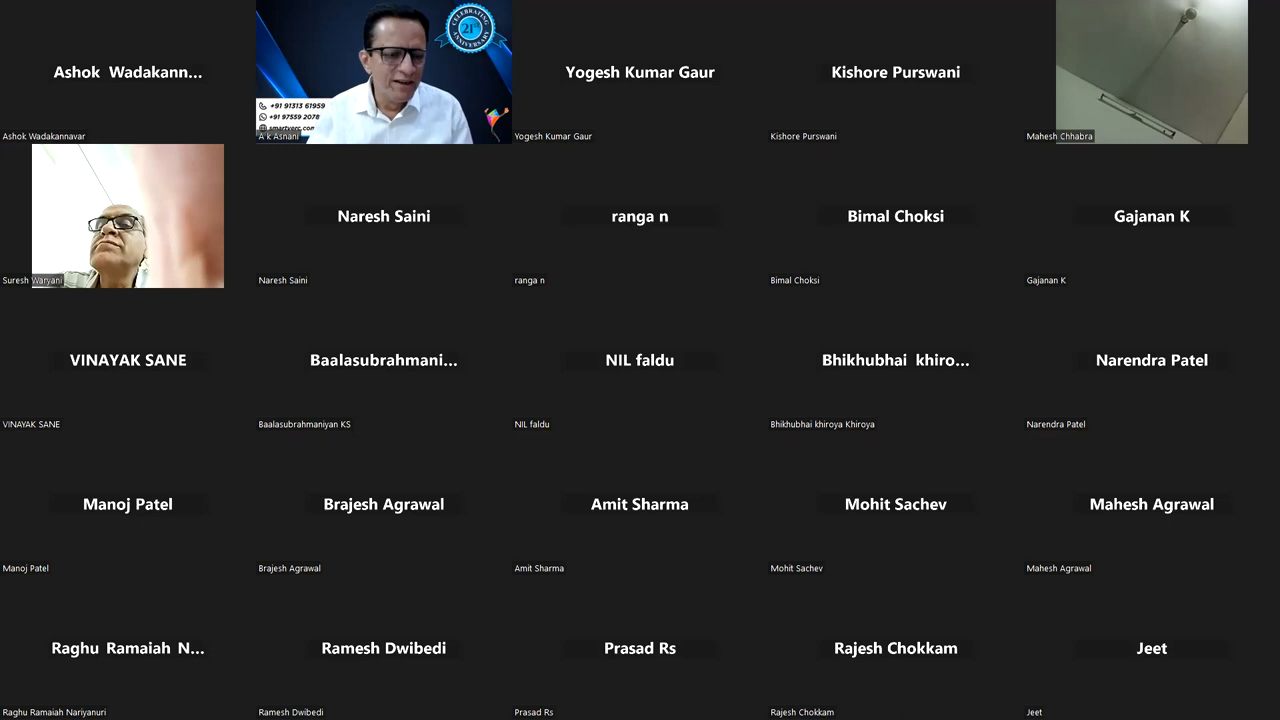 Ashok Wadakann...
Ashok Wadakannavar
CELEBRATING
21st
ANNIVERSARY
+91 91313 61959
+91 97559 2078
smartvyapr.com
A k Asnani
Yogesh Kumar Gaur
Yogesh Kumar Gaur
Kishore Purswani
Kishore Purswani
Mahesh Chhabra
Suresh Waryani
Naresh Saini
Naresh Saini
ranga n
ranga n
Bimal Choksi
Bimal Choksi
Gajanan K
Gajanan K
VINAYAK SANE
VINAYAK SANE
Baalasubrahmani...
Baalasubrahmaniyan KS
NIL faldu
NIL faldu
Bhikhubhai khiro...
Bhikhubhai khiroya Khiroya
Narendra Patel
Narendra Patel
Manoj Patel
Manoj Patel
Brajesh Agrawal
Brajesh Agrawal
Amit Sharma
Amit Sharma
Mohit Sachev
Mohit Sachev
Mahesh Agrawal
Mahesh Agrawal
Raghu Ramaiah N...
Raghu Ramaiah Nariyanuri
Ramesh Dwibedi
Ramesh Dwibedi
Prasad Rs
Prasad Rs
Rajesh Chokkam
Rajesh Chokkam
Jeet
Jeet